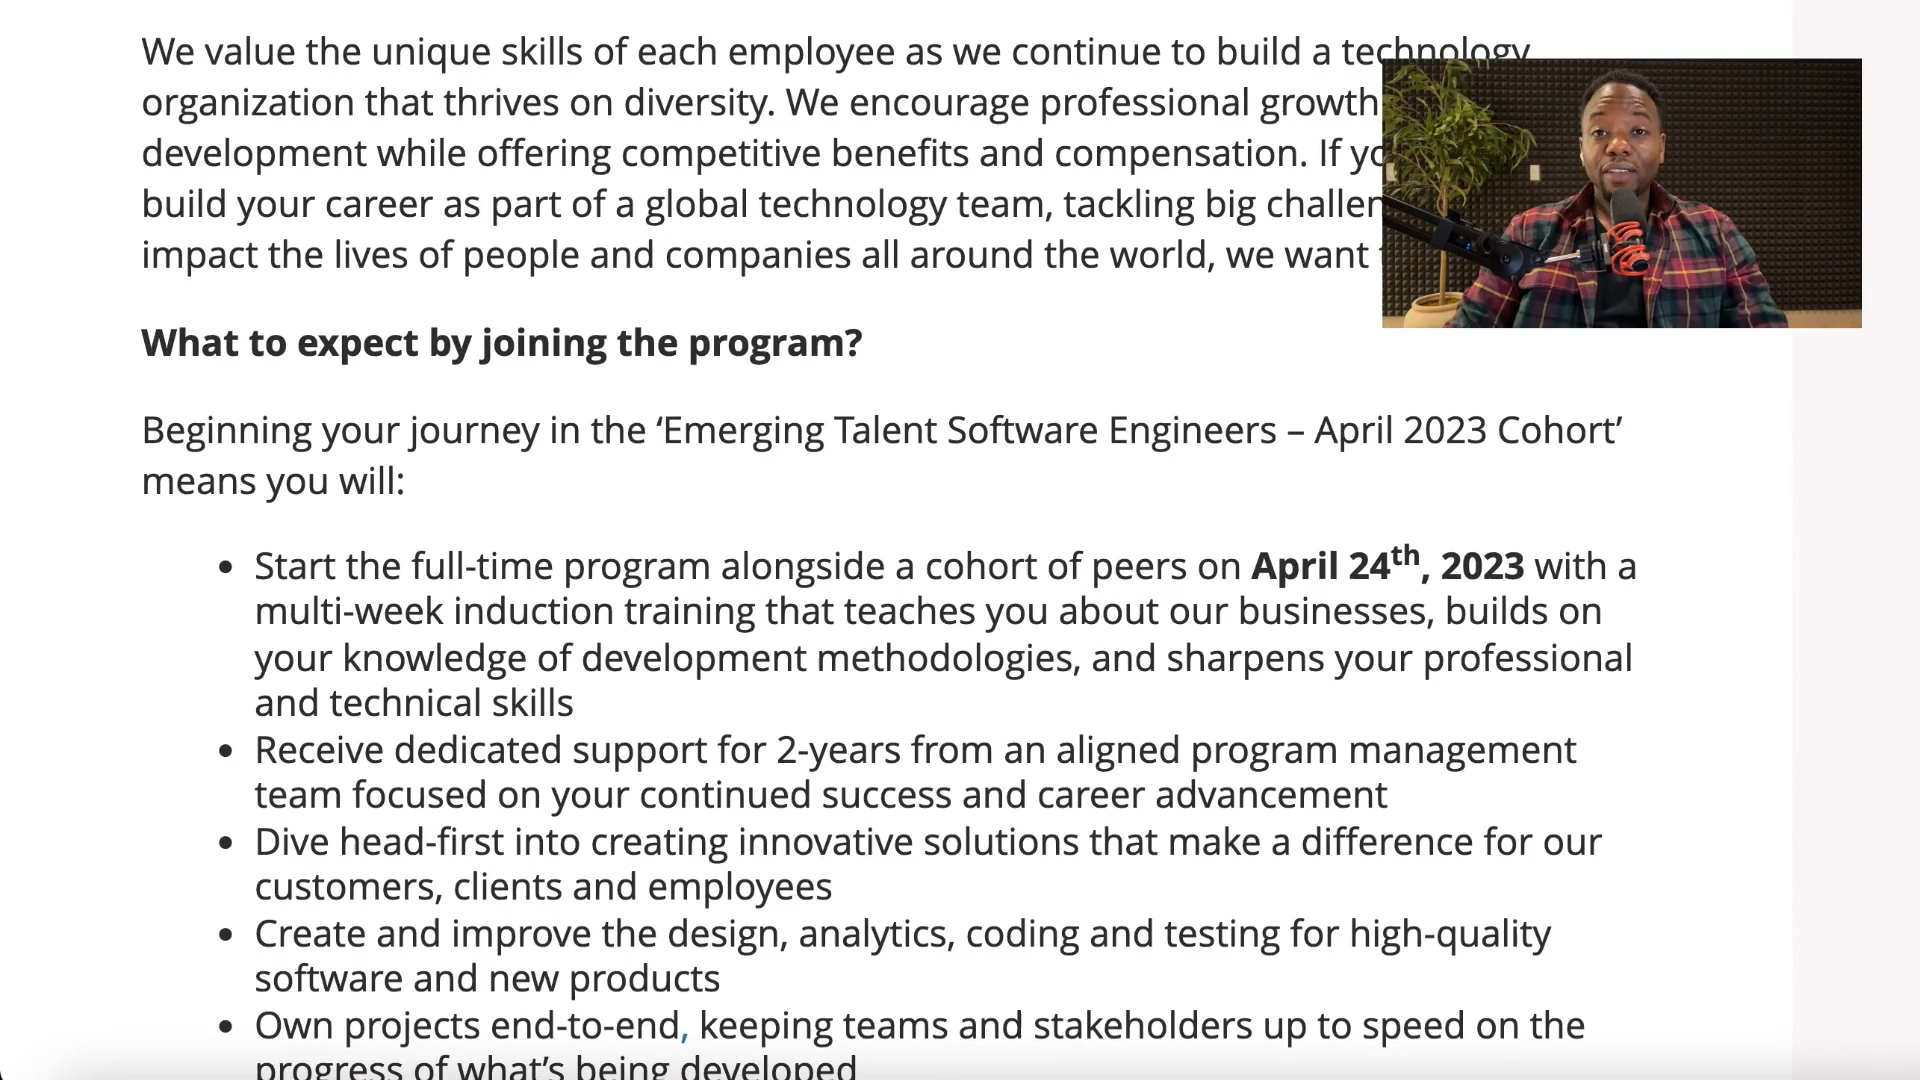 We value the unique skills of each employee as we continue to build a technology
organization that thrives on diversity. We encourage professional growth
development while offering competitive benefits and compensation. If
build your career as part of a global technology team, tackling big
impact the lives of people and companies all around the world, we want
What to expect by joining the program?
Beginning your journey in the ‘Emerging Talent Software Engineers – April 2023 Cohort’
means you will:
• Start the full-time program alongside a cohort of peers on April 24th, 2023 with a
multi-week induction training that teaches you about our businesses, builds on
your knowledge of development methodologies, and sharpens your professional
and technical skills
• Receive dedicated support for 2-years from an aligned program management
team focused on your continued success and career advancement
• Dive head-first into creating innovative solutions that make a difference for our
customers, clients and employees
• Create and improve the design, analytics, coding and testing for high-quality
software and new products
• Own projects end-to-end, keeping teams and stakeholders up to speed on the
progress of what’s being developed